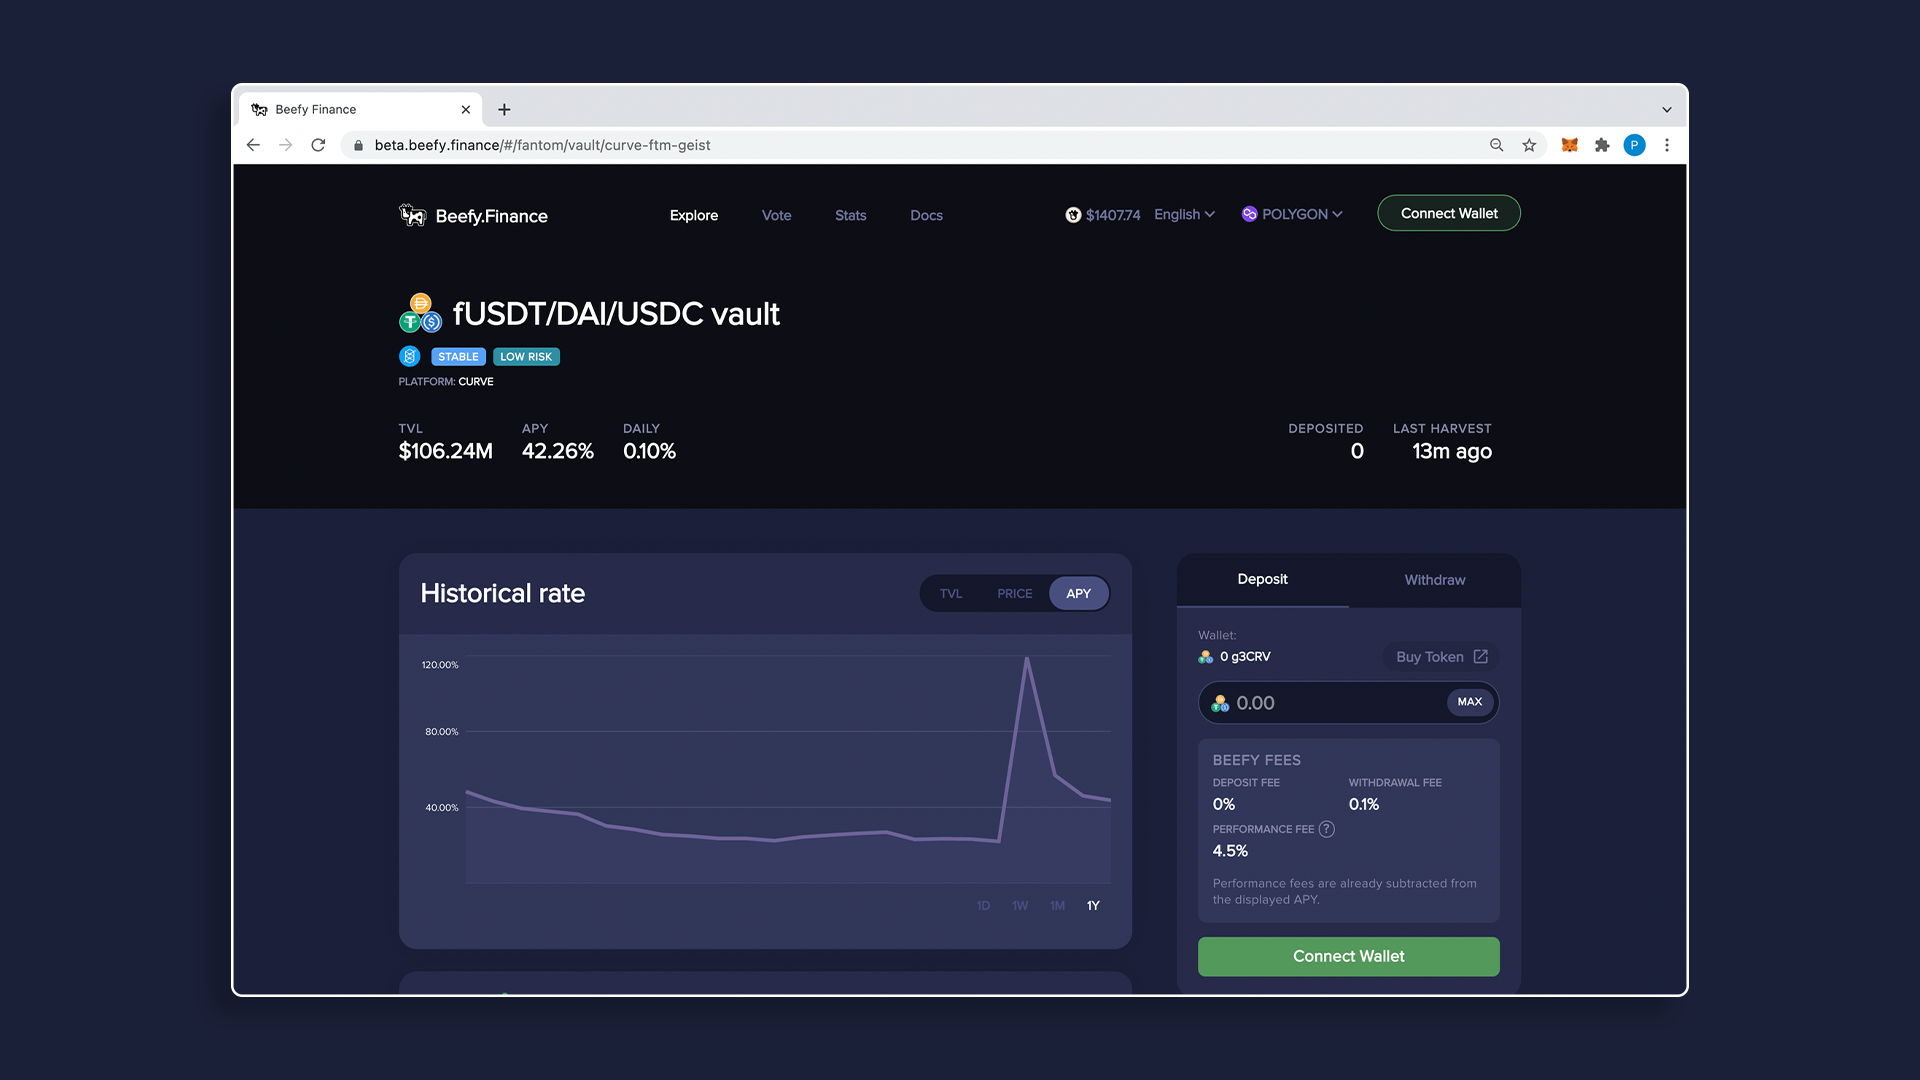 Beefy Finance
beta.beefy.finance/#/fantom/vault/curve-ftm-geist
P
Beefy.Finance
Explore
Vote
Stats
Docs
$1407.74
English
POLYGON
Connect Wallet
fUSDT/DAI/USDC vault
STABLE
LOW RISK
PLATFORM: CURVE
TVL
$106.24M
APY
42.26%
DAILY
0.10%
DEPOSITED
0
LAST HARVEST
13m ago
Historical rate
TVL
PRICE
APY
120.00%
80.00%
40.00%
1D
1W
1M
1Y
Deposit
Withdraw
Wallet:
0 g3CRV
Buy Token
0.00
MAX
BEEFY FEES
DEPOSIT FEE
0%
WITHDRAWAL FEE
0.1%
PERFORMANCE FEE ?
4.5%
Performance fees are already subtracted from
the displayed APY.
Connect Wallet